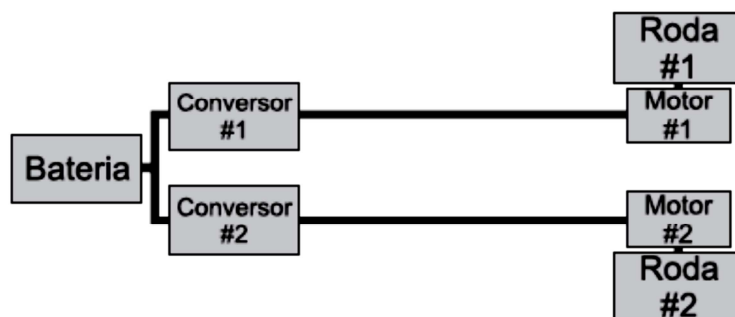 Roda
#1
Conversor
#1
Motor
#1
Bateria
Conversor
#2
Motor
#2
Roda
#2